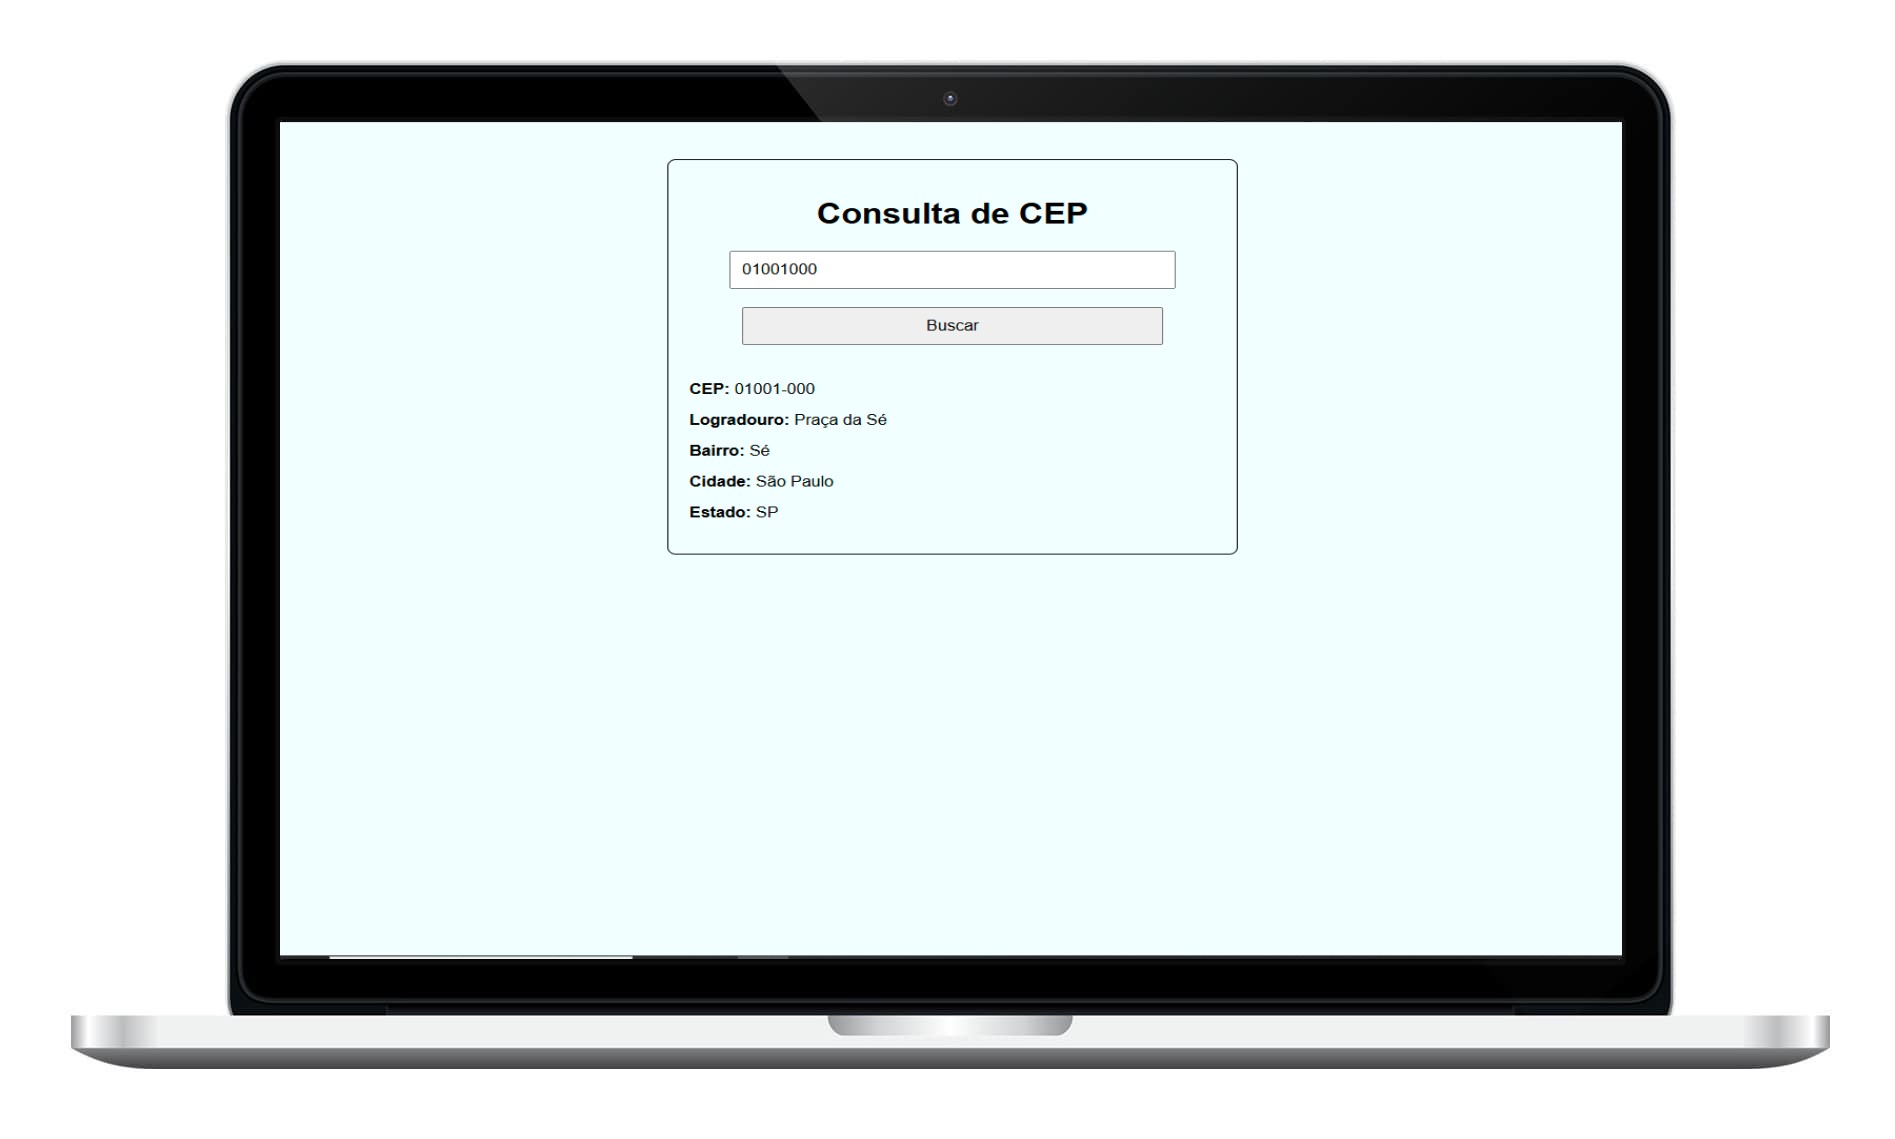 Consulta de CEP
01001000
Buscar
CEP: 01001-000
Logradouro: Praça da Sé
Bairro: Sé
Cidade: São Paulo
Estado: SP